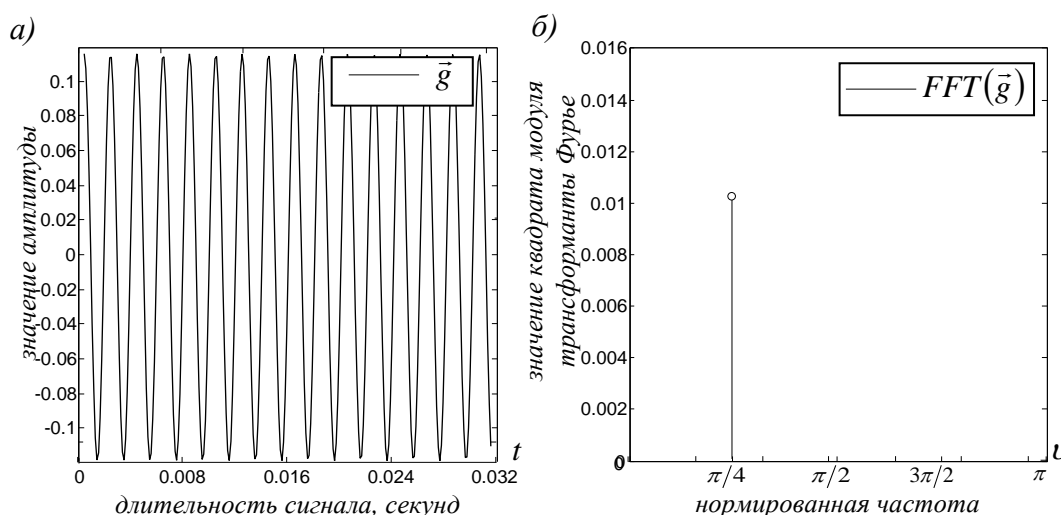 а)
значение амплитуды
0.1
0.08
0.06
0.04
0.02
0
-0.02
-0.04
-0.06
-0.08
-0.1
g⃗
0
0.008
0.016
0.024
0.032
t
длительность сигнала, секунд
б)
значение квадрата модуля
трансформанты Фурье
0.016
0.014
0.012
0.01
0.008
0.006
0.004
0.002
0
FFT(g⃗)
π/4
π/2
3π/2
π
υ
нормированная частота